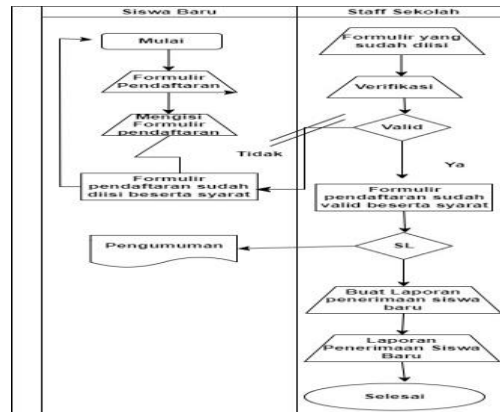 Siswa Baru
Mulai
Formulir
Pendaftaran
Mengisi
Formulir
pendaftaran
Tidak
Formulir
pendaftaran sudah
diisi beserta syarat
Pengumuman
Staff Sekolah
Formulir yang
sudah diisi
Verifikasi
Valid
Ya
Formulir
pendaftaran sudah
valid beserta syarat
SL
Buat Laporan
penerimaan siswa
baru
Laporan
Penerimaan Siswa
Baru
Selesai